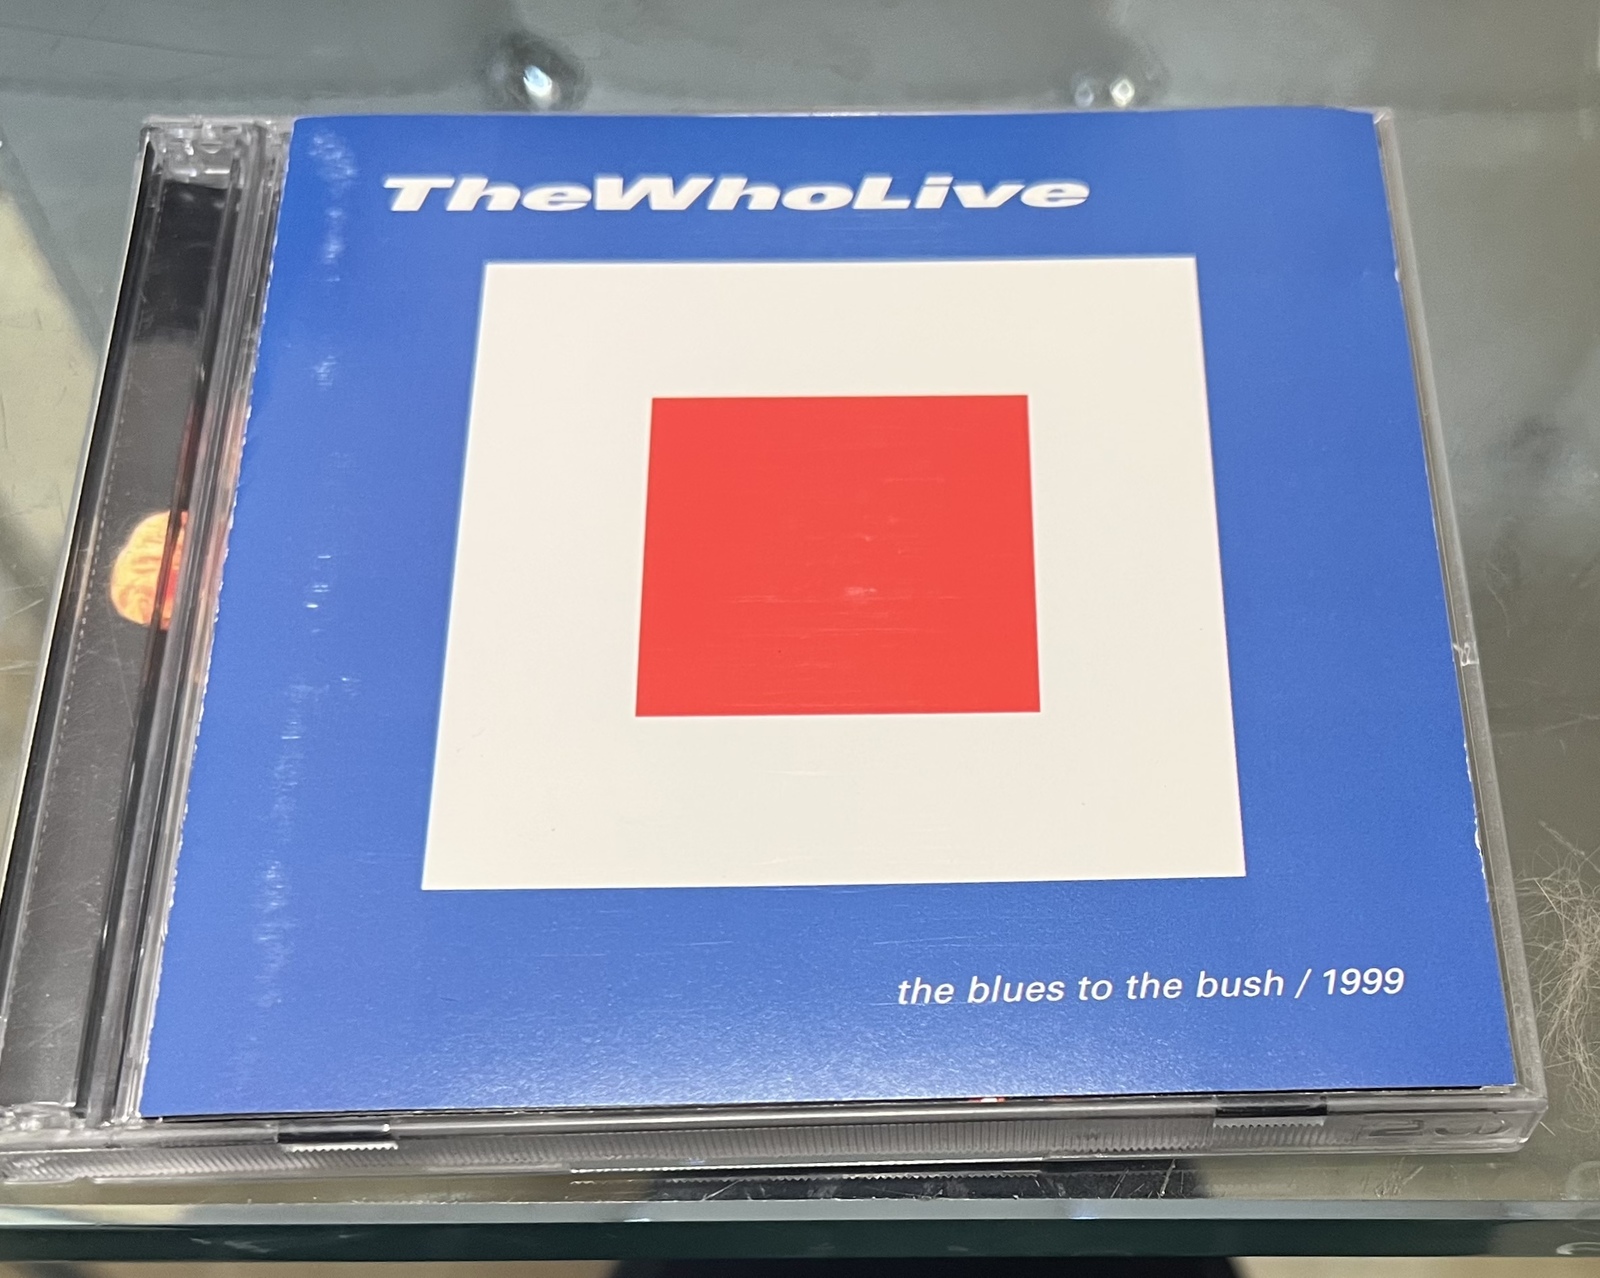 TheWhoLive
the blues to the bush / 1999